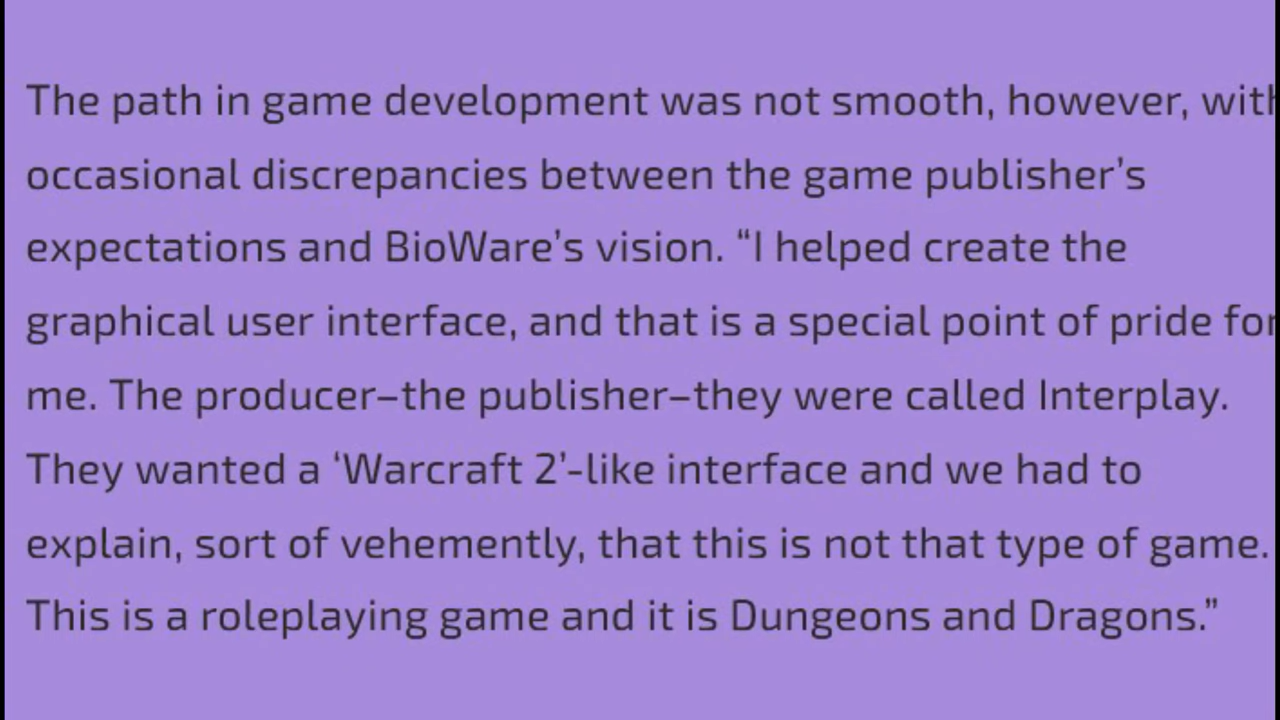 The path in game development was not smooth, however, with
occasional discrepancies between the game publisher’s
expectations and BioWare’s vision. “I helped create the
graphical user interface, and that is a special point of pride for
me. The producer–the publisher–they were called Interplay.
They wanted a ‘Warcraft 2’-like interface and we had to
explain, sort of vehemently, that this is not that type of game.
This is a roleplaying game and it is Dungeons and Dragons.”